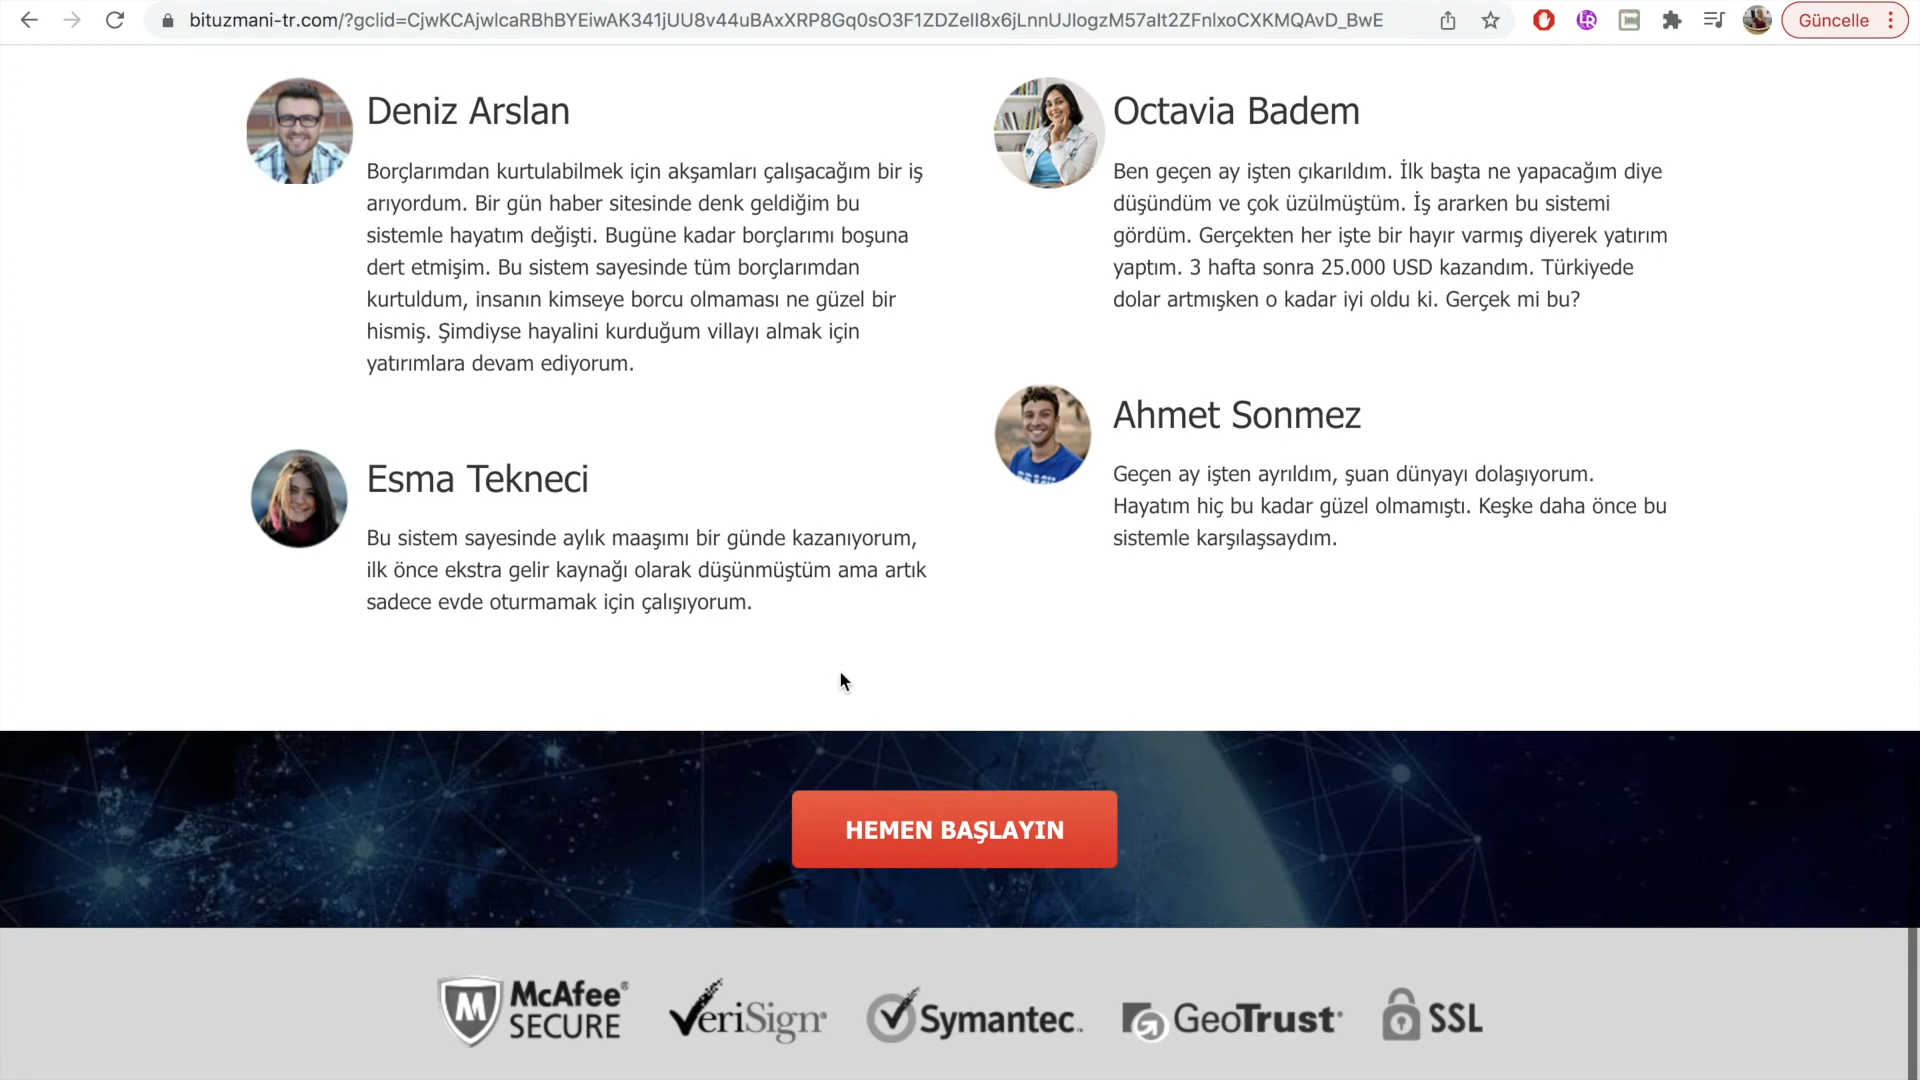 bituzmani-tr.com/?gclid=CjwKCAjwlcaRBhBYEiwAK341jUU8v44uBAxXRP8Gq0sO3F1ZDZeII8x6jLnnUJIogzM57aIt2ZFnlxoCXKMQAvD_BwE
Güncelle
Deniz Arslan
Borçlarımdan kurtulabilmek için akşamları çalışacağım bir iş
arıyordum. Bir gün haber sitesinde denk geldiğim bu
sistemle hayatım değişti. Bugüne kadar borçlarımı boşuna
dert etmişim. Bu sistem sayesinde tüm borçlarımdan
kurtuldum, insanın kimseye borcu olmaması ne güzel bir
hismiş. Şimdiyse hayalini kurduğum villayı almak için
yatırımlara devam ediyorum.
Esma Tekneci
Bu sistem sayesinde aylık maaşımı bir günde kazanıyorum,
ilk önce ekstra gelir kaynağı olarak düşünmüştüm ama artık
sadece evde oturmamak için çalışıyorum.
Octavia Badem
Ben geçen ay işten çıkarıldım. İlk başta ne yapacağım diye
düşündüm ve çok üzülmüştüm. İş ararken bu sistemi
gördüm. Gerçekten her işte bir hayır varmış diyerek yatırım
yaptım. 3 hafta sonra 25.000 USD kazandım. Türkiyede
dolar artmışken o kadar iyi oldu ki. Gerçek mi bu?
Ahmet Sonmez
Geçen ay işten ayrıldım, şuan dünyayı dolaşıyorum.
Hayatım hiç bu kadar güzel olmamıştı. Keşke daha önce bu
sistemle karşılaşsaydım.
HEMEN BAŞLAYIN
McAfee®
SECURE
VeriSign®
Symantec.
GeoTrust®
SSL